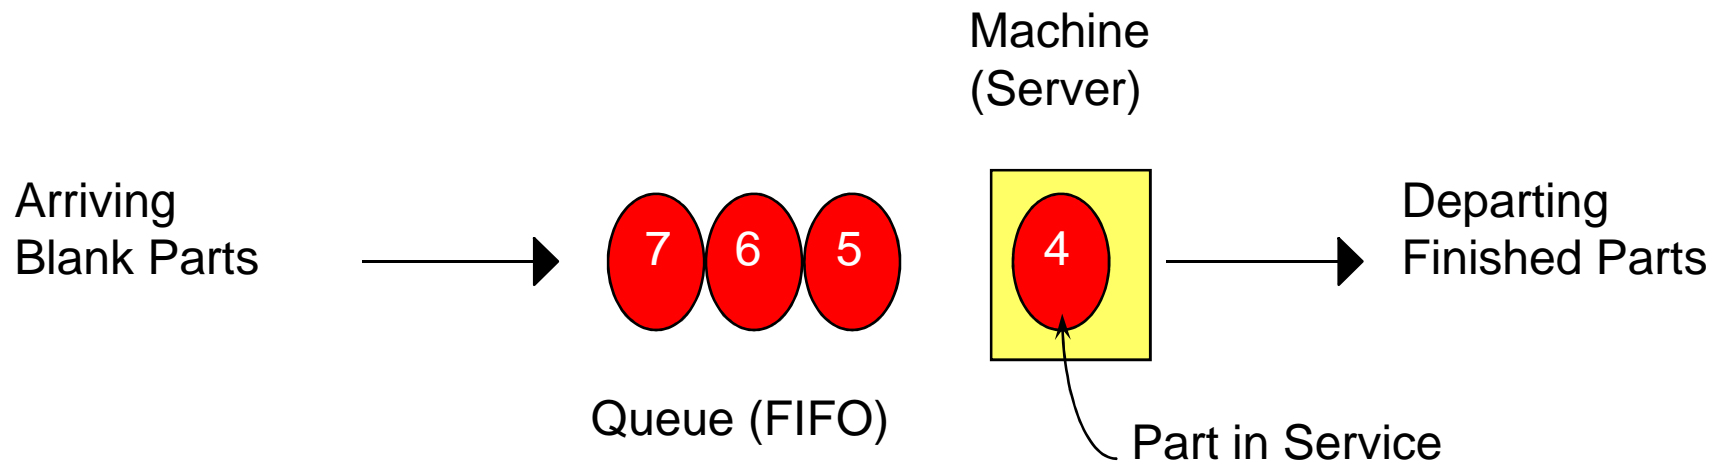 Machine
(Server)
Arriving
Blank Parts
7 6 5
4
Departing
Finished Parts
Queue (FIFO)
Part in Service